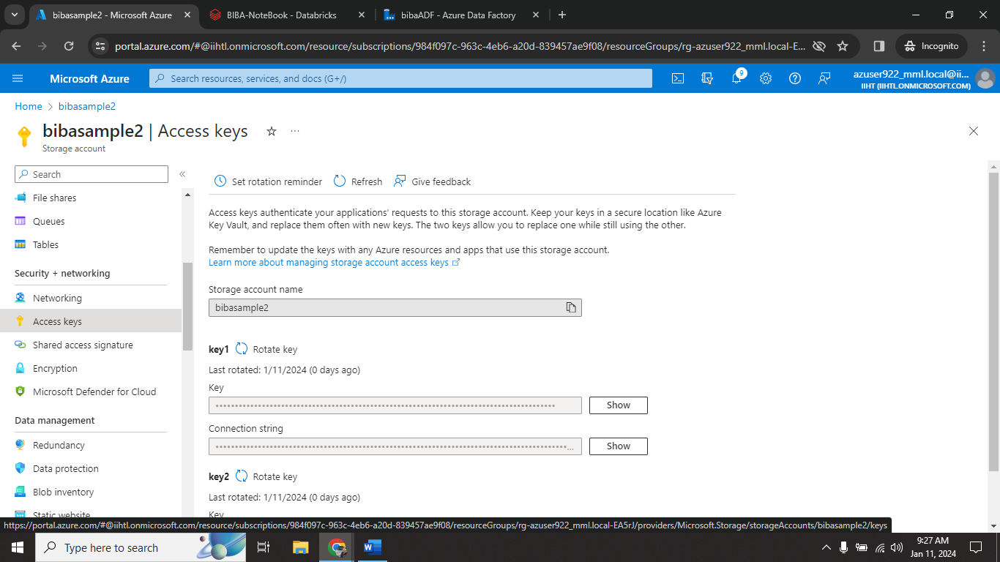 bibasample2 - Microsoft Azure
BIBA-NoteBook - Databricks
bibaADF - Azure Data Factory
portal.azure.com/#@iihtl.onmicrosoft.com/resource/subscriptions/984f097c-963c-4eb6-a20d-839457ae9f08/resourceGroups/rg-azuser922_mml.local-E...
Incognito
Microsoft Azure
Search resources, services, and docs (G+/)
9
azuser922_mml.local@ii...
IIHT (IIHTL.ONMICROSOFT.COM)
Home > bibasample2
bibasample2 | Access keys
Storage account
Search
«
File shares
Queues
Tables
Security + networking
Networking
Access keys
Shared access signature
Encryption
Microsoft Defender for Cloud
Data management
Redundancy
Data protection
Blob inventory
Static website
Set rotation reminder
Refresh
Give feedback
Access keys authenticate your applications' requests to this storage account. Keep your keys in a secure location like Azure
Key Vault, and replace them often with new keys. The two keys allow you to replace one while still using the other.
Remember to update the keys with any Azure resources and apps that use this storage account.
Learn more about managing storage account access keys
Storage account name
bibasample2
key1
Rotate key
Last rotated: 1/11/2024 (0 days ago)
Key
Show
Connection string
Show
key2
Rotate key
Last rotated: 1/11/2024 (0 days ago)
Key
https://portal.azure.com/#@iihtl.onmicrosoft.com/resource/subscriptions/984f097c-963c-4eb6-a20d-839457ae9f08/resourceGroups/rg-azuser922_mml.local-EA5rJ/providers/Microsoft.Storage/storageAccounts/bibasample2/keys
Type here to search
9:27 AM
Jan 11, 2024